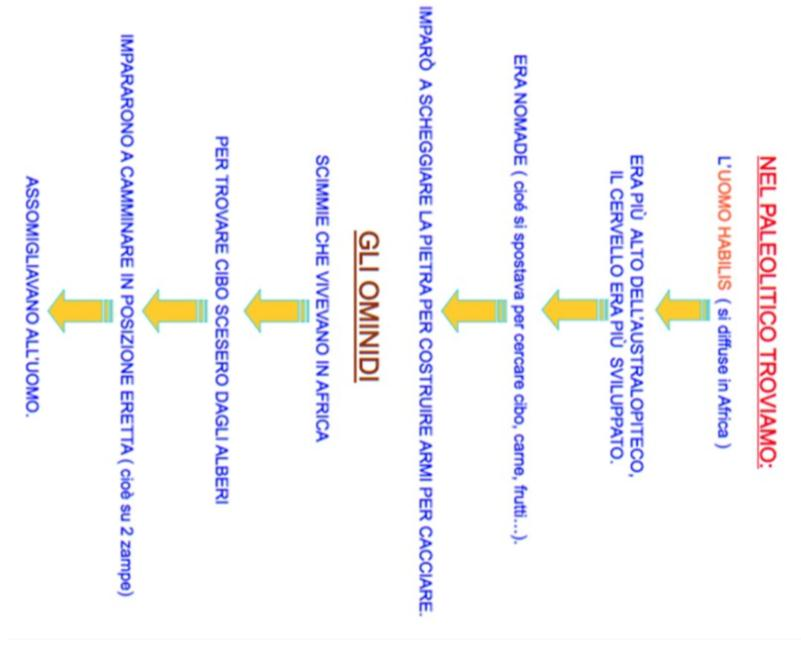 NEL PALEOLITICO TROVIAMO:
L'UOMO HABILIS ( si diffuse in Africa )
ERA PIÙ ALTO DELL'AUSTRALOPITECO,
IL CERVELLO ERA PIÙ SVILUPPATO.
ERA NOMADE ( cioé si spostava per cercare cibo, carne, frutti...).
IMPARÒ A SCHEGGIARE LA PIETRA PER COSTRUIRE ARMI PER CACCIARE.
GLI OMINIDI
SCIMMIE CHE VIVEVANO IN AFRICA
PER TROVARE CIBO SCESERO DAGLI ALBERI
IMPARARONO A CAMMINARE IN POSIZIONE ERETTA ( cioè su 2 zampe)
ASSOMIGLIAVANO ALL'UOMO.